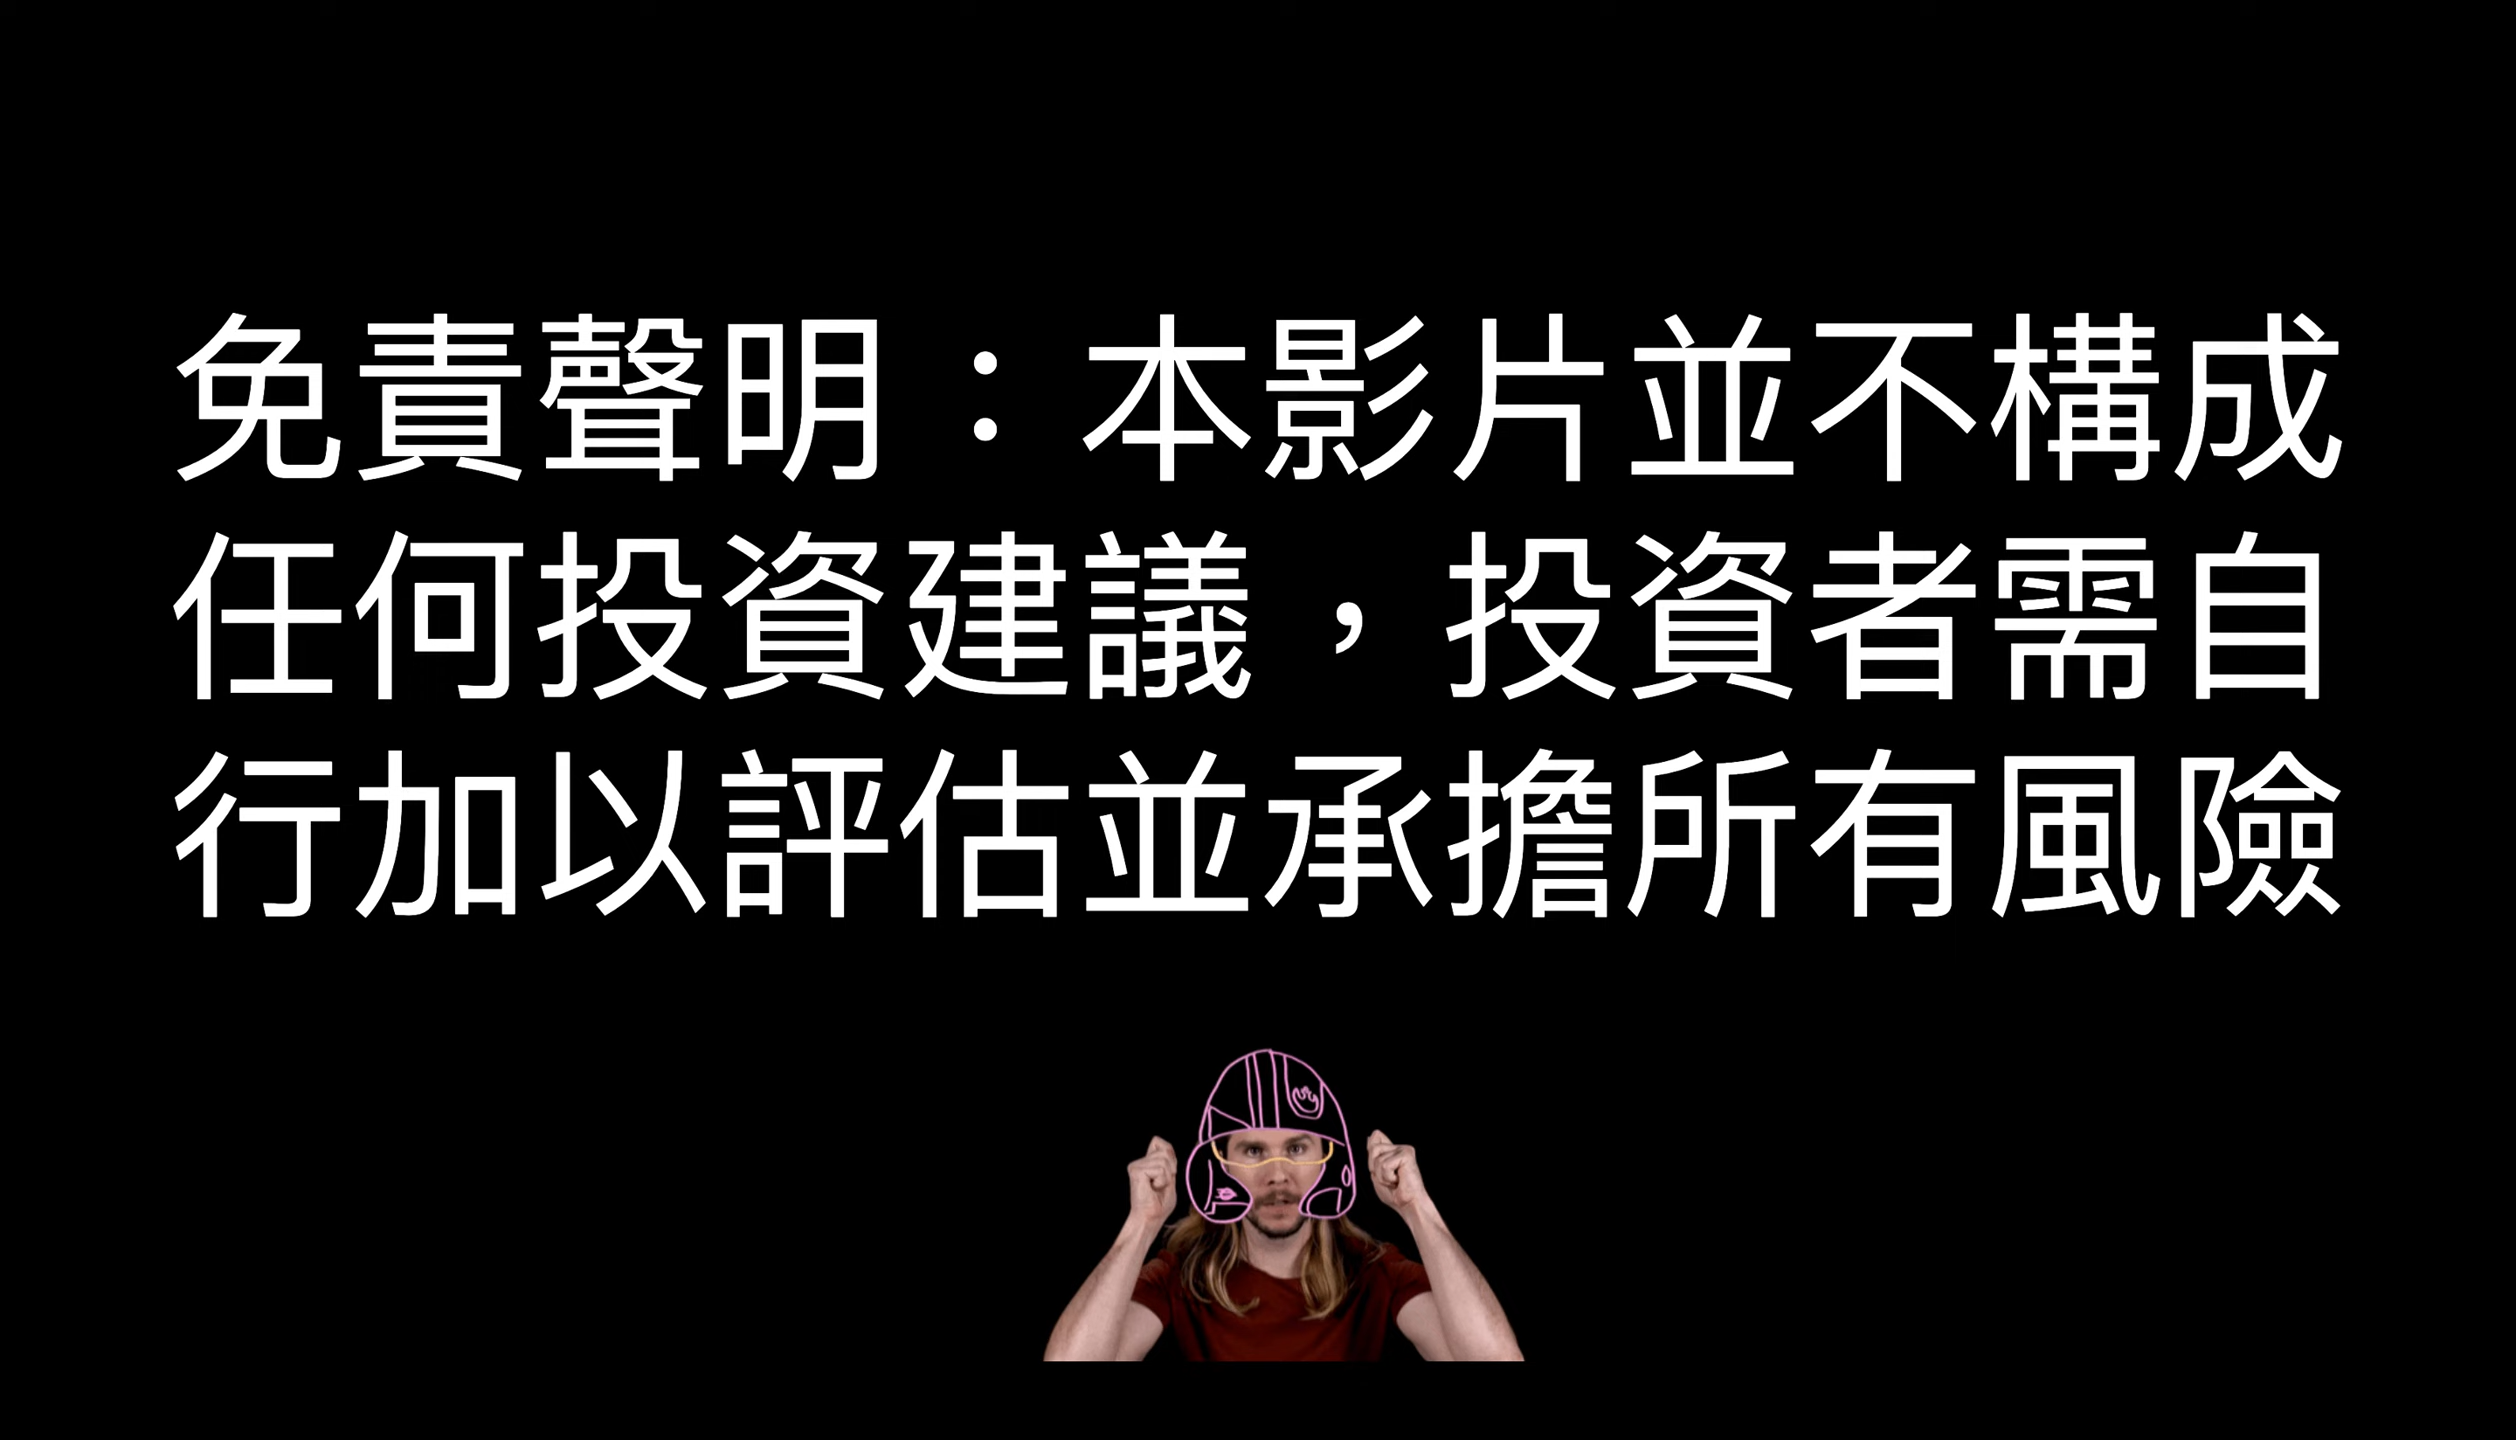 免責聲明：本影片並不構成
任何投資建議，投資者需自
行加以評估並承擔所有風險